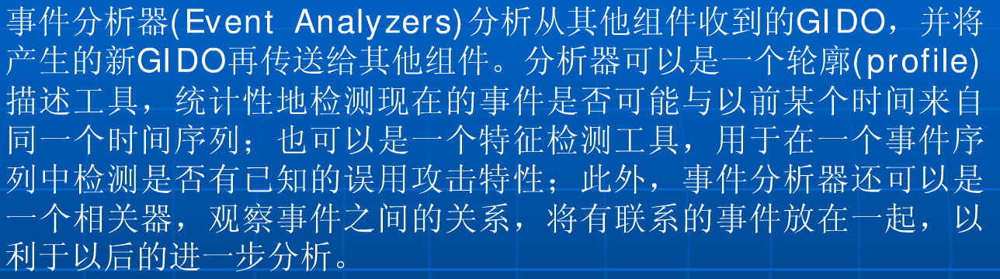 事件分析器(Event Analyzers)分析从其他组件收到的GIDO，并将
产生的新GIDO再传送给其他组件。分析器可以是一个轮廓(profile)
描述工具，统计性地检测现在的事件是否可能与以前某个时间来自
同一个时间序列；也可以是一个特征检测工具，用于在一个事件序
列中检测是否有已知的误用攻击特性；此外，事件分析器还可以是
一个相关器，观察事件之间的关系，将有联系的事件放在一起，以
利于以后的进一步分析。